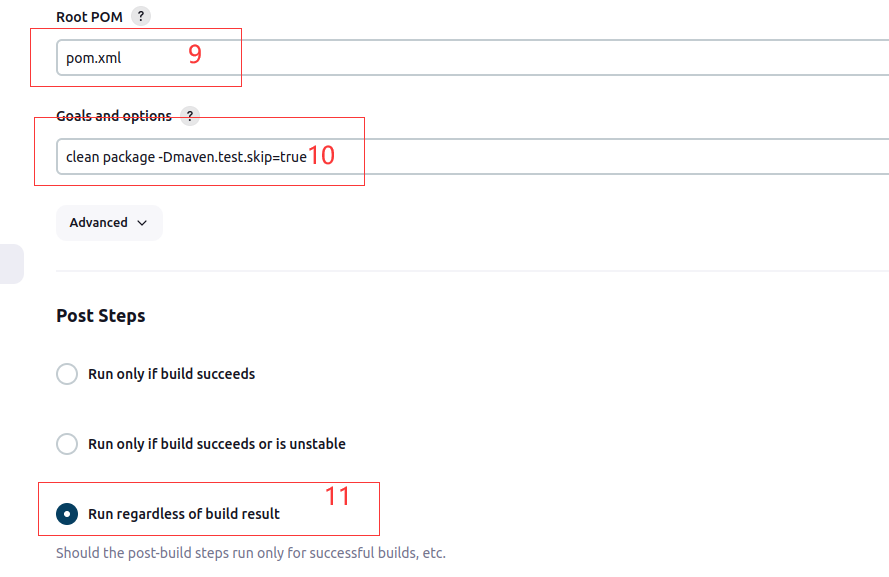 Root POM ?
pom.xml 9
Goals and options ?
clean package -Dmaven.test.skip=true 10
Advanced
Post Steps
Run only if build succeeds
Run only if build succeeds or is unstable
11
Run regardless of build result
Should the post-build steps run only for successful builds, etc.